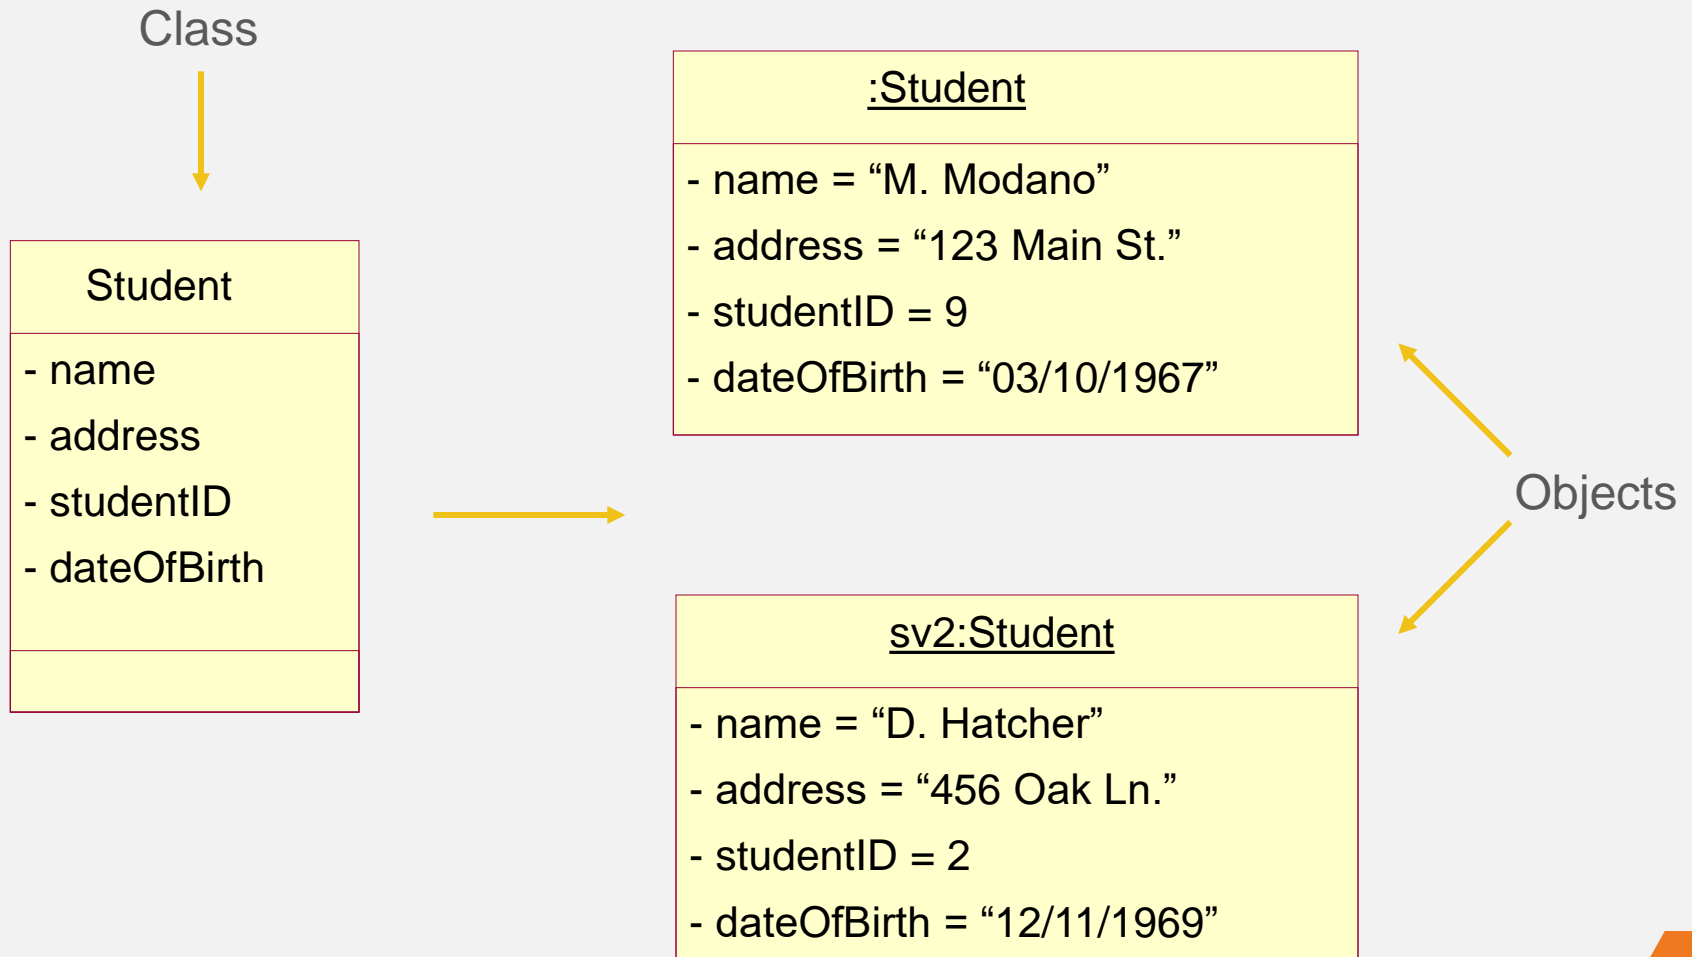 Class
Student
- name
- address
- studentID
- dateOfBirth
:Student
- name = “M. Modano”
- address = “123 Main St.”
- studentID = 9
- dateOfBirth = “03/10/1967”
Objects
sv2:Student
- name = “D. Hatcher”
- address = “456 Oak Ln.”
- studentID = 2
- dateOfBirth = “12/11/1969”